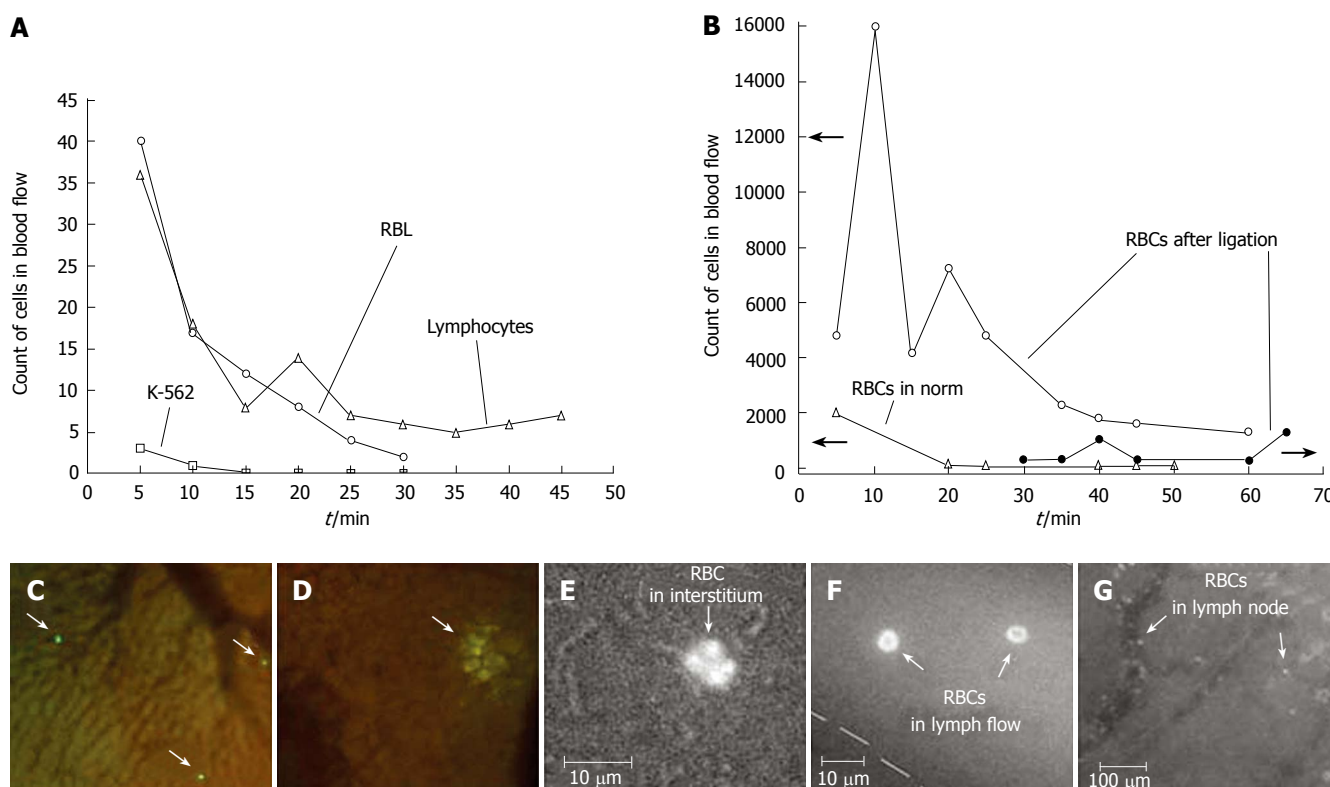 A
Count of cells in blood flow
45
40
35
30
25
20
15
10
5
0
RBL
Lymphocytes
K-562
0 5 10 15 20 25 30 35 40 45 50
t/min
B
Count of cells in blood flow
16000
14000
12000
10000
8000
6000
4000
2000
0
RBCs after ligation
RBCs in norm
0 10 20 30 40 50 60 70
t/min
C
D
E
RBC
in interstitium
10 μm
F
RBCs
in lymph flow
10 μm
G
RBCs
in lymph node
100 μm